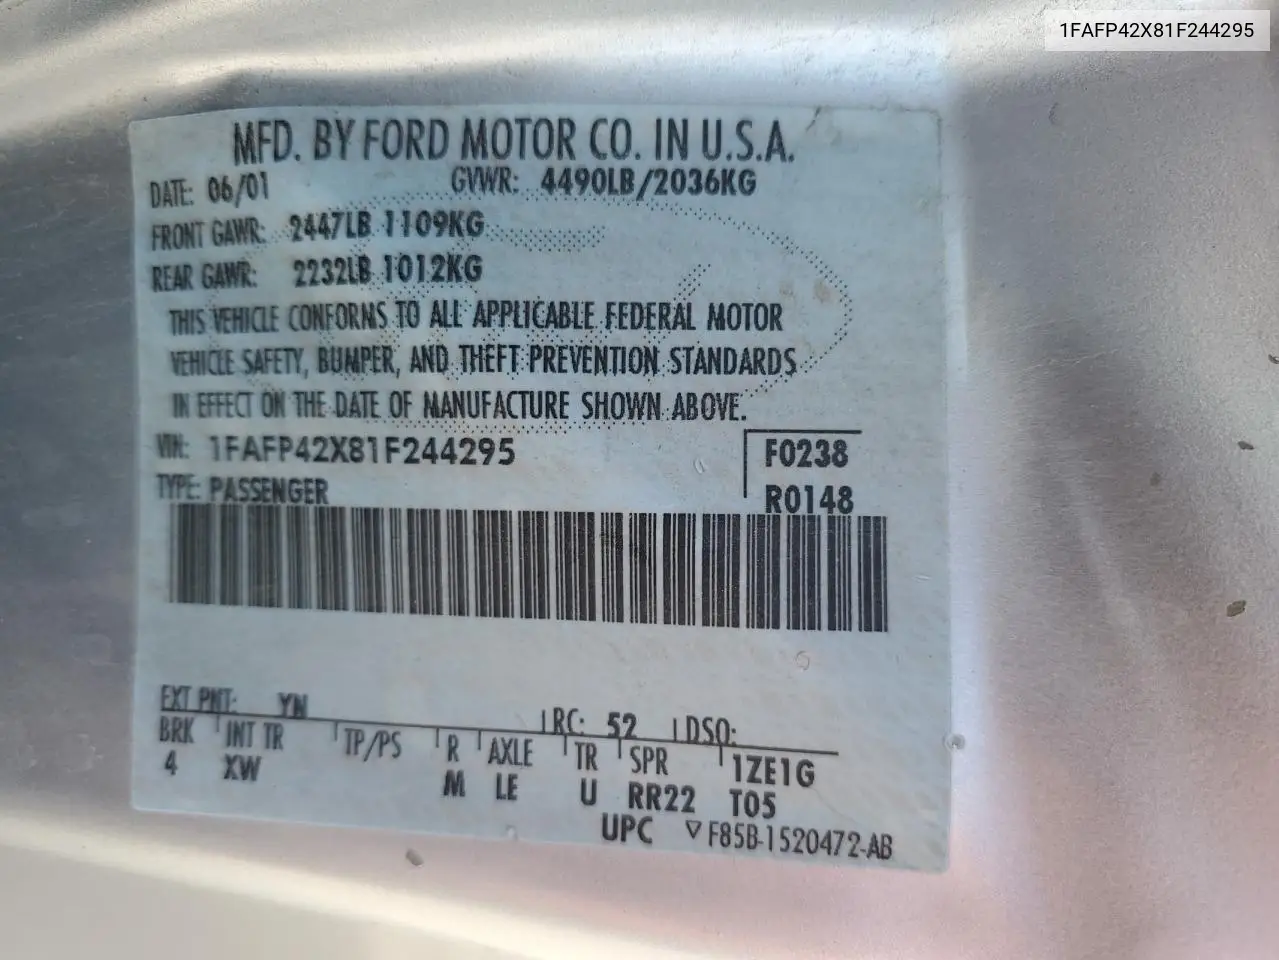 1FAFP42X81F244295
MFD. BY FORD MOTOR CO. IN U.S.A.
DATE: 06/01 GVWR: 4490LB/2036KG
FRONT GAWR: 2447LB 1109KG
REAR GAWR: 2232LB 1012KG
THIS VEHICLE CONFORMS TO ALL APPLICABLE FEDERAL MOTOR
VEHICLE SAFETY, BUMPER, AND THEFT PREVENTION STANDARDS
IN EFFECT ON THE DATE OF MANUFACTURE SHOWN ABOVE.
VIN: 1FAFP42X81F244295 F0238
TYPE: PASSENGER R0148
EXT PNT: YN RC: 52 DSO:
BRK INT TR TP/PS R AXLE TR SPR 1ZE1G
4 XW M LE U RR22 T05
UPC ▽ F85B-1520472-AB